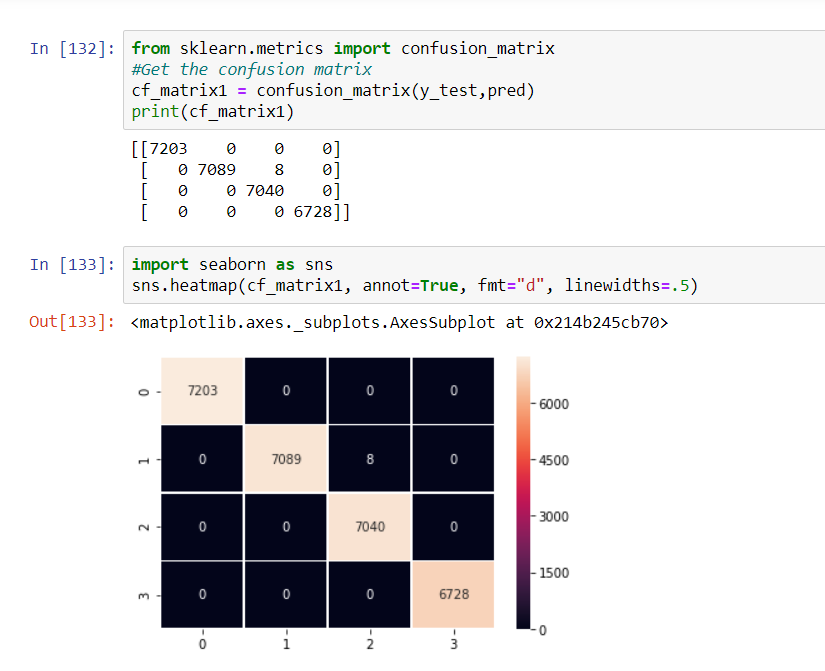 In [132]: from sklearn.metrics import confusion_matrix
#Get the confusion matrix
cf_matrix1 = confusion_matrix(y_test,pred)
print(cf_matrix1)
[[7203    0    0    0]
 [   0 7089    8    0]
 [   0    0 7040    0]
 [   0    0    0 6728]]
In [133]: import seaborn as sns
sns.heatmap(cf_matrix1, annot=True, fmt="d", linewidths=.5)
Out[133]: <matplotlib.axes._subplots.AxesSubplot at 0x214b245cb70>
0 7203 0 0 0
6000
1 0 7089 8 0
4500
2 0 0 7040 0
3000
1500
3 0 0 0 6728
0
0 1 2 3